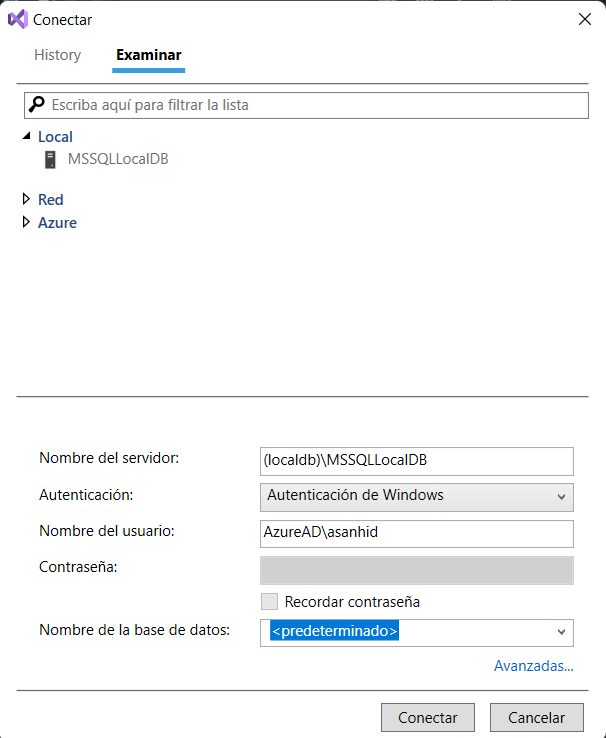 Conectar
History Examinar
Escriba aquí para filtrar la lista
Local
MSSQLLocalDB
Red
Azure
Nombre del servidor: (localdb)\MSSQLLocalDB
Autenticación: Autenticación de Windows
Nombre del usuario: AzureAD\asanhid
Contraseña:
Recordar contraseña
Nombre de la base de datos: <predeterminado>
Avanzadas...
Conectar Cancelar